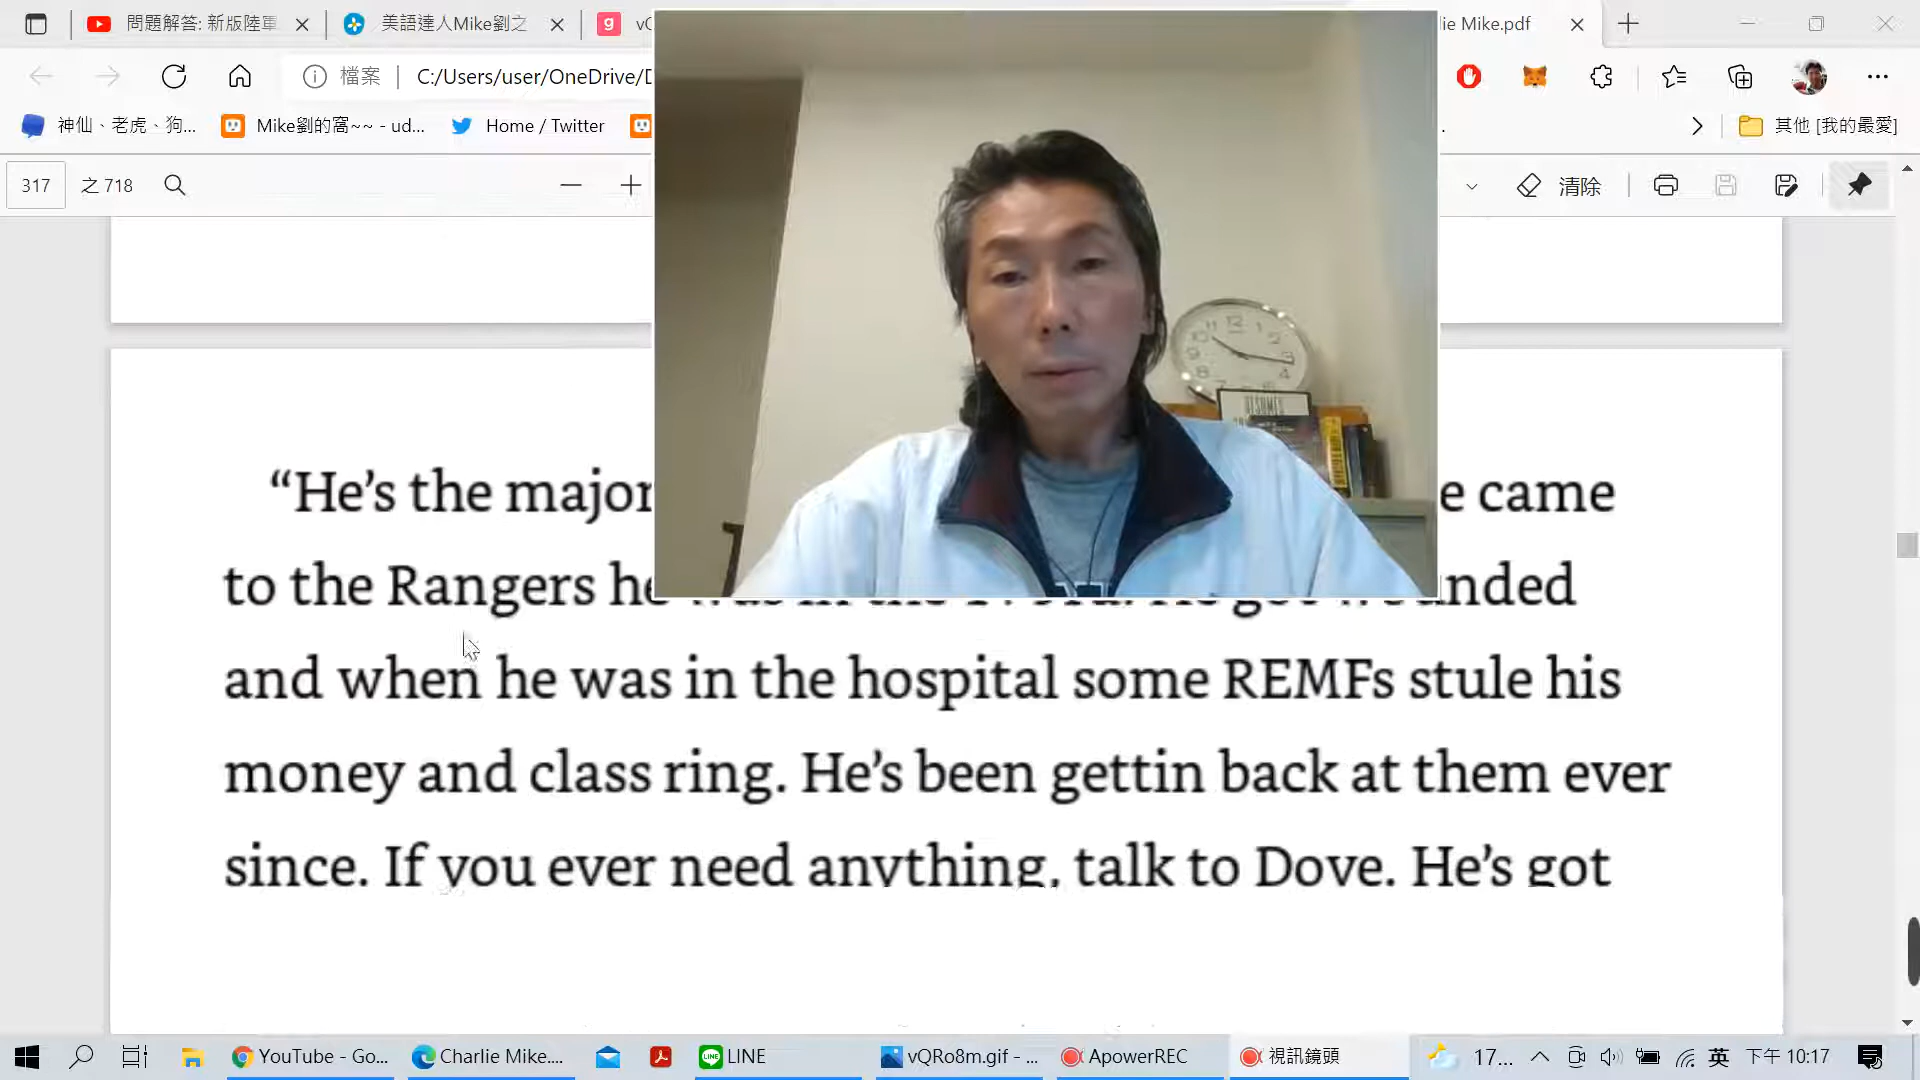 問題解答: 新版陸軍
美語達人Mike劉之
vC
lie Mike.pdf
檔案
C:/Users/user/OneDrive/D
神仙、老虎、狗...
Mike劉的窩~~ - ud...
Home / Twitter
其他 [我的最愛]
317
之 718
清除
“He’s the major
e came
to the Rangers he was in the
unded
and when he was in the hospital some REMFs stule his
money and class ring. He’s been gettin back at them ever
since. If you ever need anything, talk to Dove. He’s got
YouTube - Go...
Charlie Mike....
LINE
vQRo8m.gif - ...
ApowerREC
視訊鏡頭
17...
英
下午 10:17